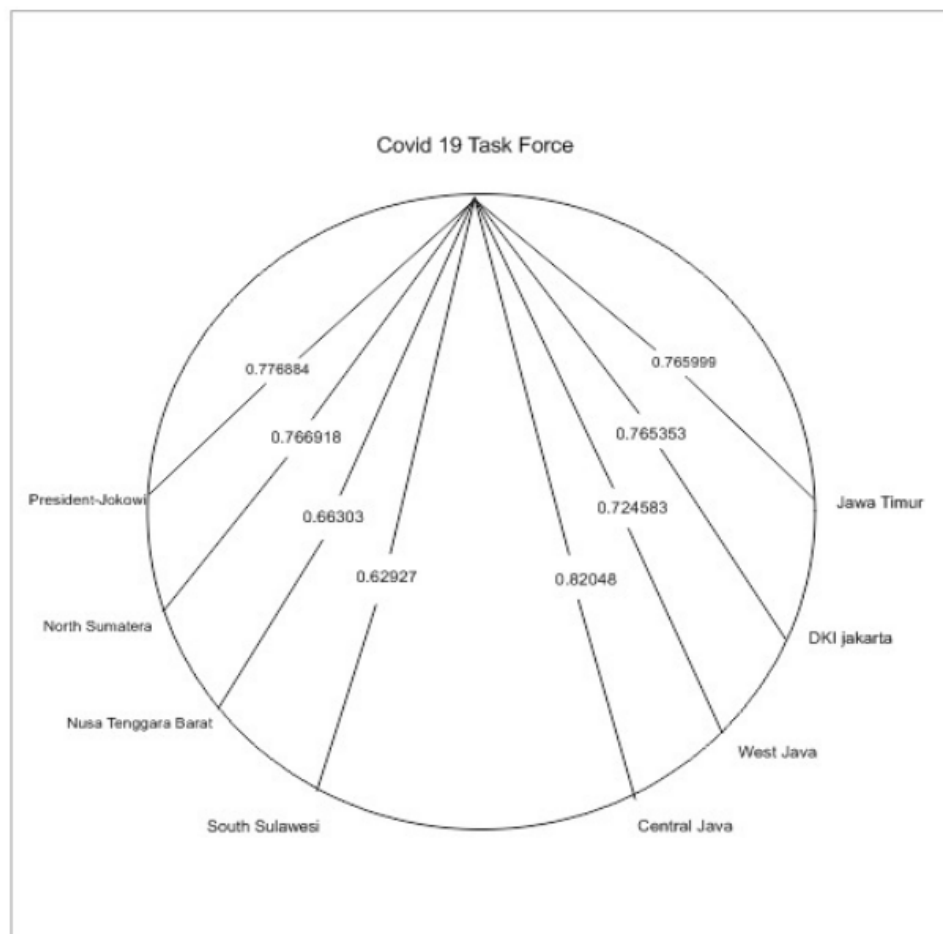 Covid 19 Task Force
0.776884
0.765999
0.766918
0.765353
0.66303
0.724583
0.62927
0.82048
President-Jokowi
Jawa Timur
North Sumatera
DKI jakarta
Nusa Tenggara Barat
West Java
South Sulawesi
Central Java